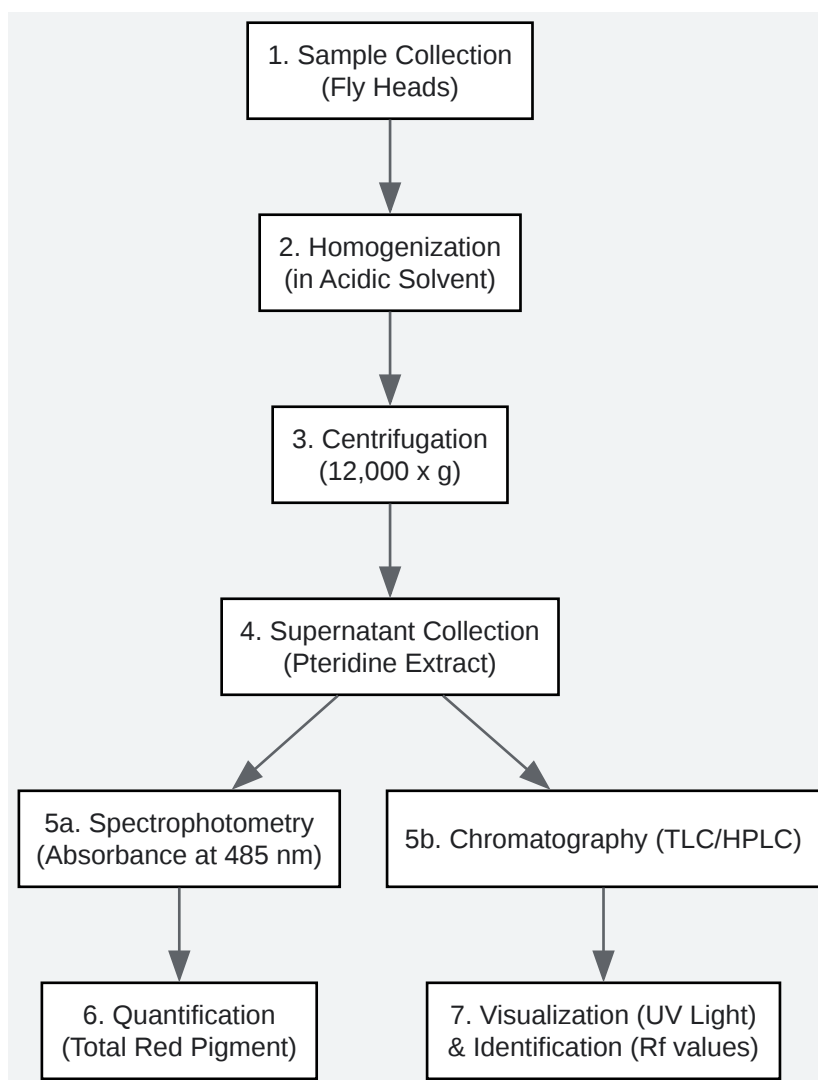 1. Sample Collection
(Fly Heads)
2. Homogenization
(in Acidic Solvent)
3. Centrifugation
(12,000 x g)
4. Supernatant Collection
(Pteridine Extract)
5a. Spectrophotometry
(Absorbance at 485 nm)
5b. Chromatography (TLC/HPLC)
6. Quantification
(Total Red Pigment)
7. Visualization (UV Light)
& Identification (Rf values)